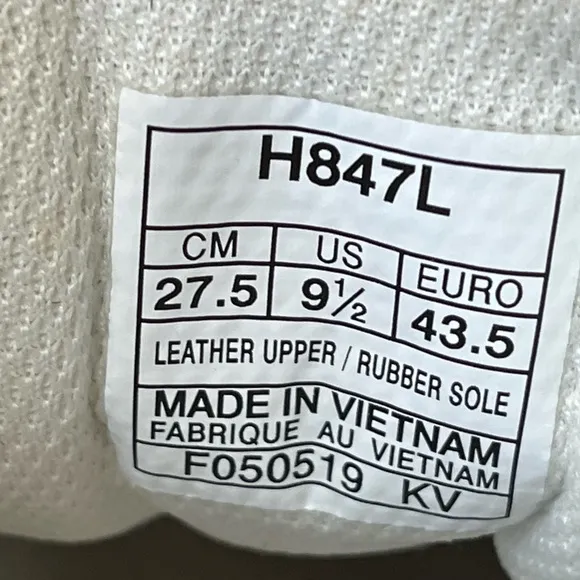 H847L
CM US EURO
27.5 9½ 43.5
LEATHER UPPER / RUBBER SOLE
MADE IN VIETNAM
FABRIQUE AU VIETNAM
F050519 KV